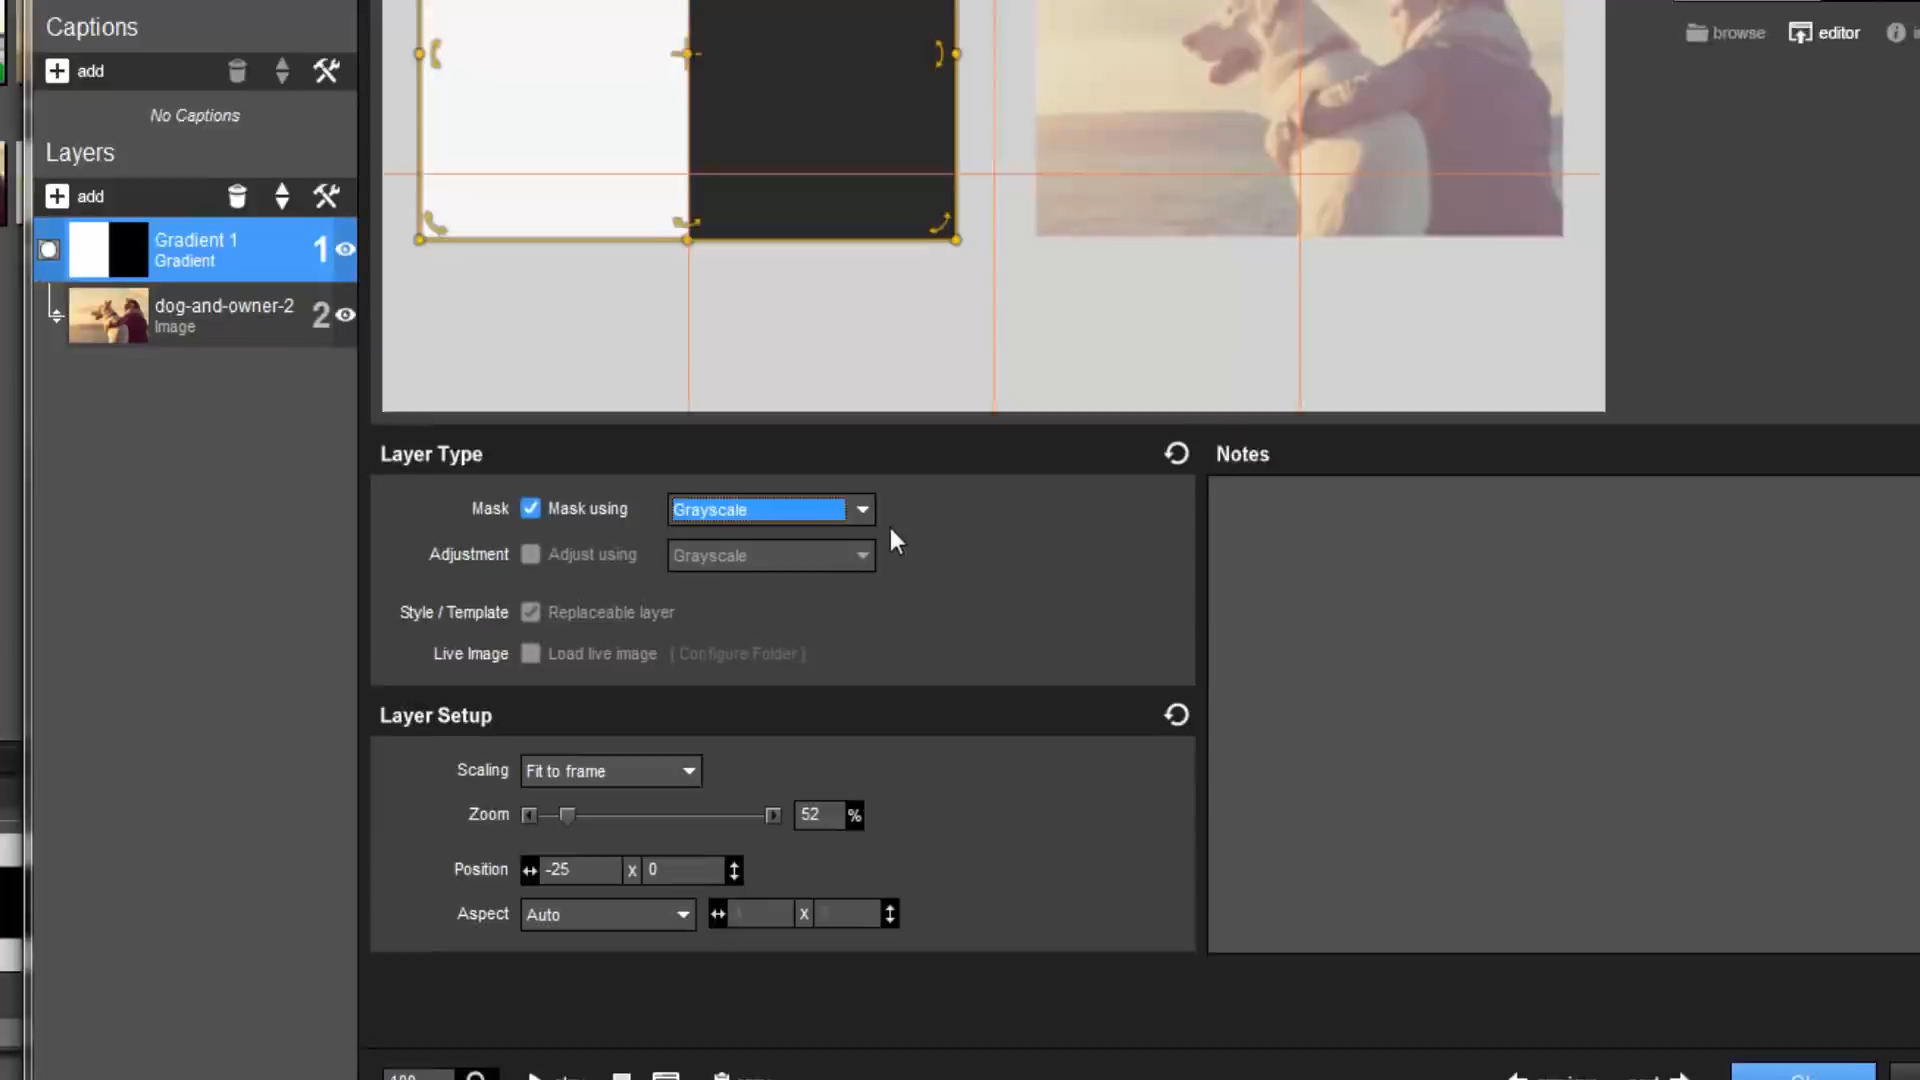 Captions
browse
editor
add
No Captions
Layers
add
Gradient 1
Gradient
1
dog-and-owner-2
Image
2
Layer Type
Notes
Mask
Mask using
Grayscale
Adjustment
Adjust using
Grayscale
Style / Template
Replaceable layer
Live Image
Load live image
[ Configure Folder ]
Layer Setup
Scaling
Fit to frame
Zoom
52
%
Position
-25
x
0
Aspect
Auto
x